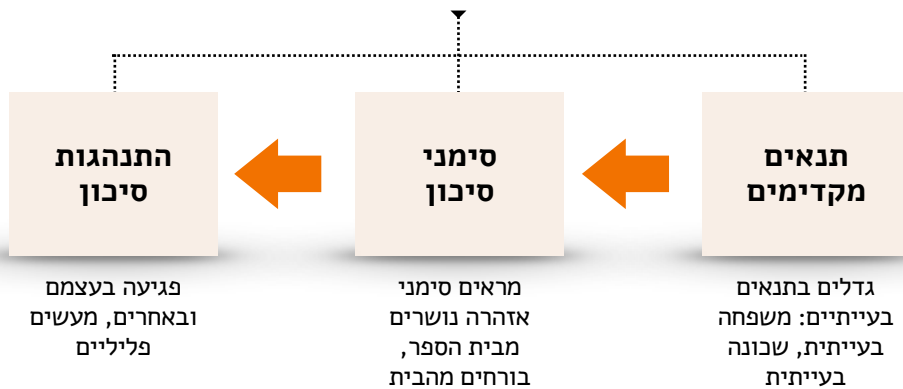 תנאים
מקדימים
גדלים בתנאים
בעייתיים: משפחה
בעייתית, שכונה
בעייתית
סימני
סיכון
מראים סימני
אזהרה נושרים
מבית הספר,
בורחים מהבית
התנהגות
סיכון
פגיעה בעצמם
ובאחרים, מעשים
פליליים